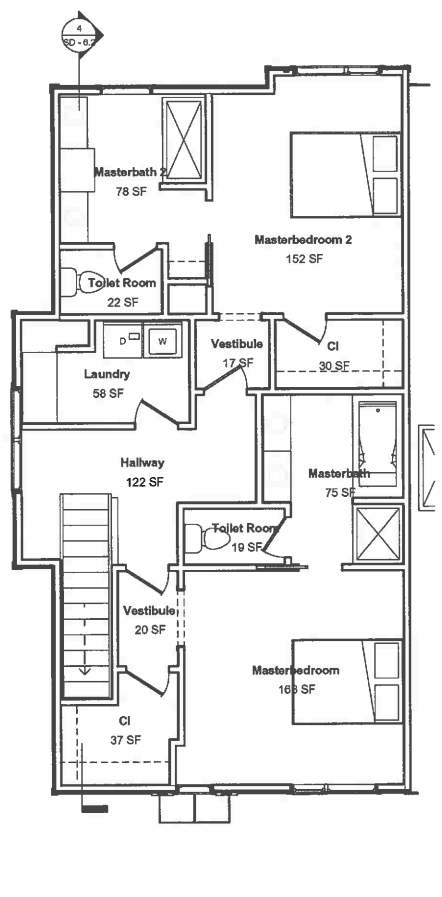 4
SD - 6.2
Masterbath 2
78 SF
Masterbedroom 2
152 SF
Toilet Room
22 SF
D
W
Vestibule
17 SF
Cl
30 SF
Laundry
58 SF
Hallway
122 SF
Masterbath
75 SF
Toilet Room
19 SF
Vestibule
20 SF
Masterbedroom
SF
Cl
37 SF